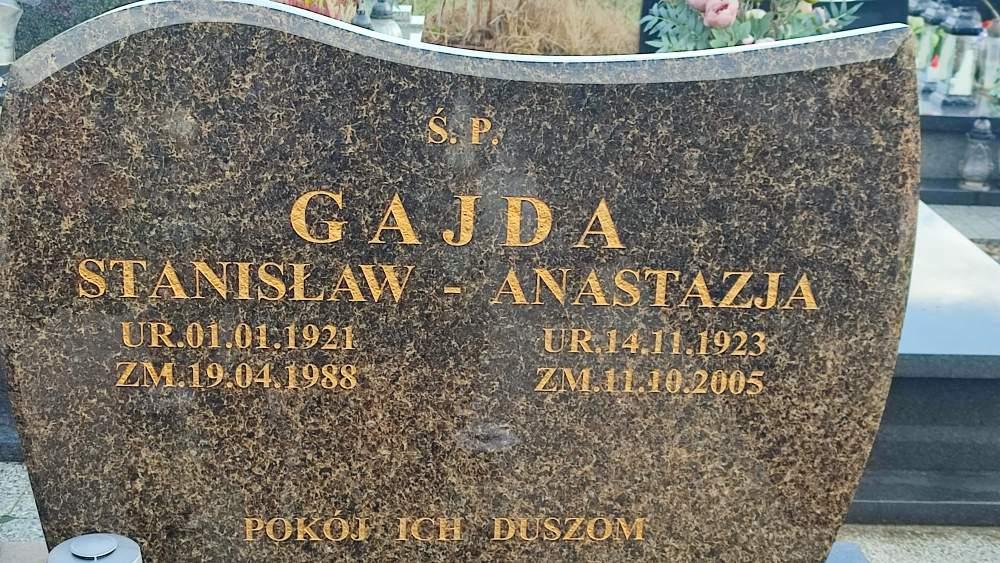 Ś. P.
GAJDA
STANISŁAW - ANASTAZJA
UR.01.01.1921 UR.14.11.1923
ZM.19.04.1988 ZM.11.10.2005
POKÓJ ICH DUSZOM